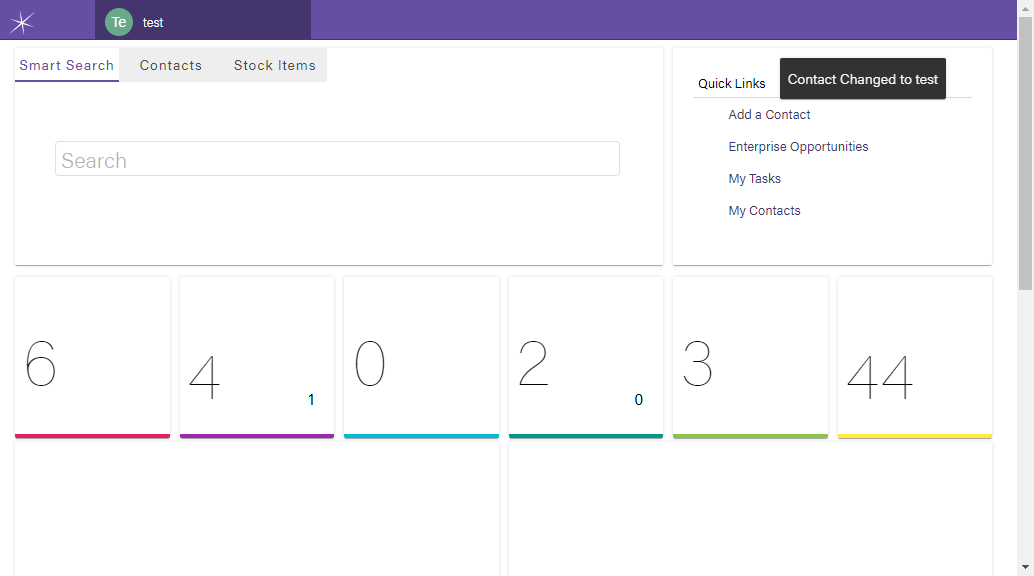 Te test
Smart Search Contacts Stock Items
Search
Quick Links
Contact Changed to test
Add a Contact
Enterprise Opportunities
My Tasks
My Contacts
6
4
1
0
2
0
3
44